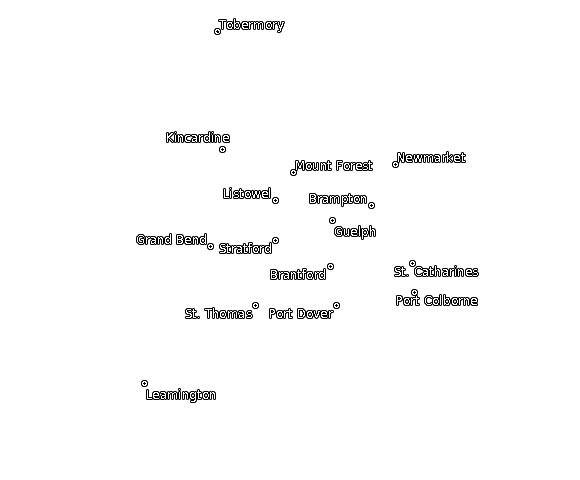 Tobermory
Kincardine
Newmarket
Mount Forest
Listowel
Brampton
Guelph
Grand Bend
Stratford
St. Catharines
Brantford
Port Colborne
St. Thomas
Port Dover
Leamington